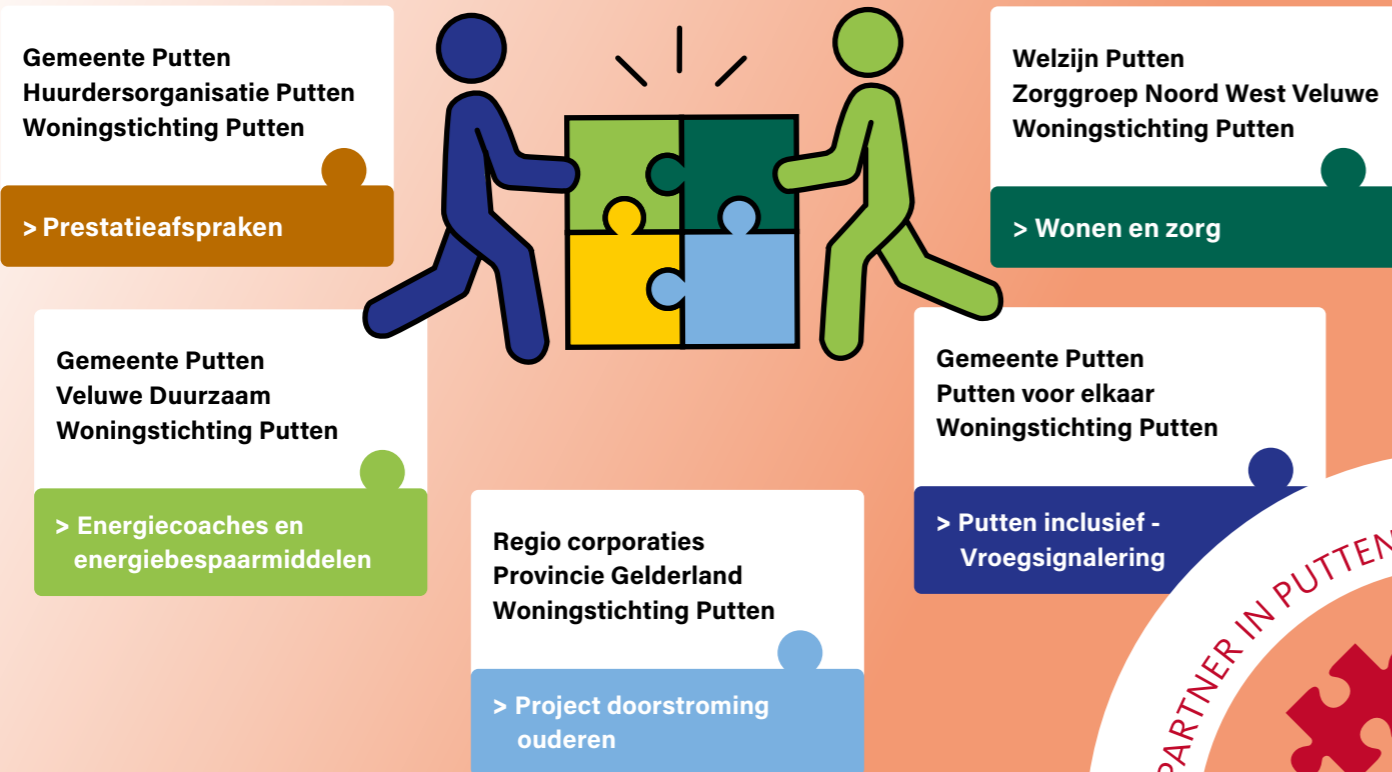 Gemeente Putten
Huurdersorganisatie Putten
Woningstichting Putten
> Prestatieafspraken
Welzijn Putten
Zorggroep Noord West Veluwe
Woningstichting Putten
> Wonen en zorg
Gemeente Putten
Veluwe Duurzaam
Woningstichting Putten
> Energiecoaches en
energiebespaarmiddelen
Gemeente Putten
Putten voor elkaar
Woningstichting Putten
> Putten inclusief -
Vroegsignalering
Regio corporaties
Provincie Gelderland
Woningstichting Putten
> Project doorstroming
ouderen
PARTNER IN PUTTEN